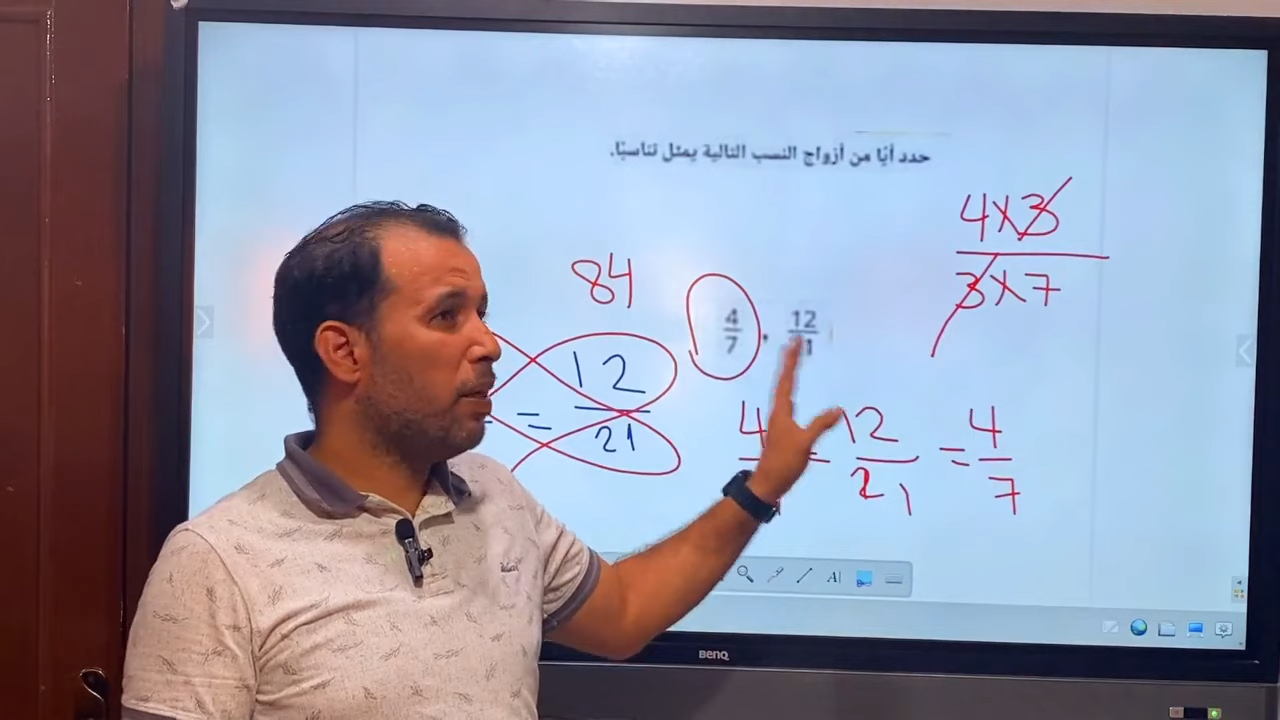 حدد أيًا من أزواج النسب التالية يمثل تناسبًا.
4×3
3×7
84
4/7 , 12/21
= 12/21
4 12/21 = 4/7
A
BenQ